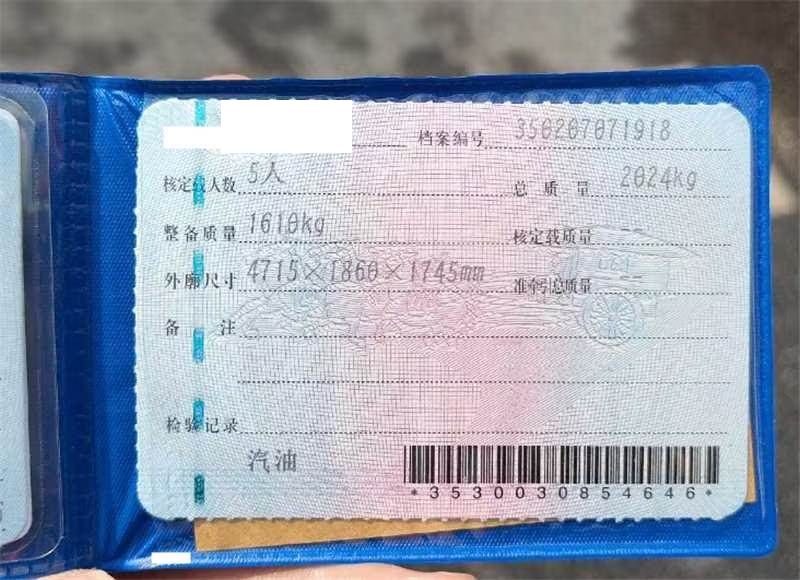 档案编号 350207071918
核定载人数 5人 总质量 2024kg
整备质量 1610kg 核定载质量 --
外廓尺寸 4715×1860×1745mm 准牵引总质量 --
备注
检验记录
汽油
*3530030854646*